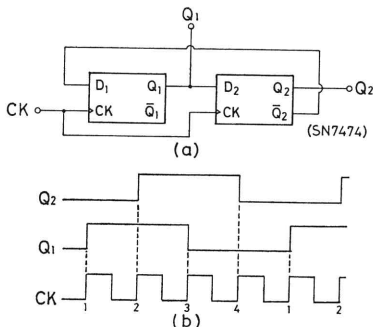 Q₁
D₁ Q₁ D₂ Q₂ Q₂
CK CK Q̄₁ CK Q̄₂
(SN7474)
(a)
Q₂
Q₁
CK
1 2 3 4 1 2
(b)